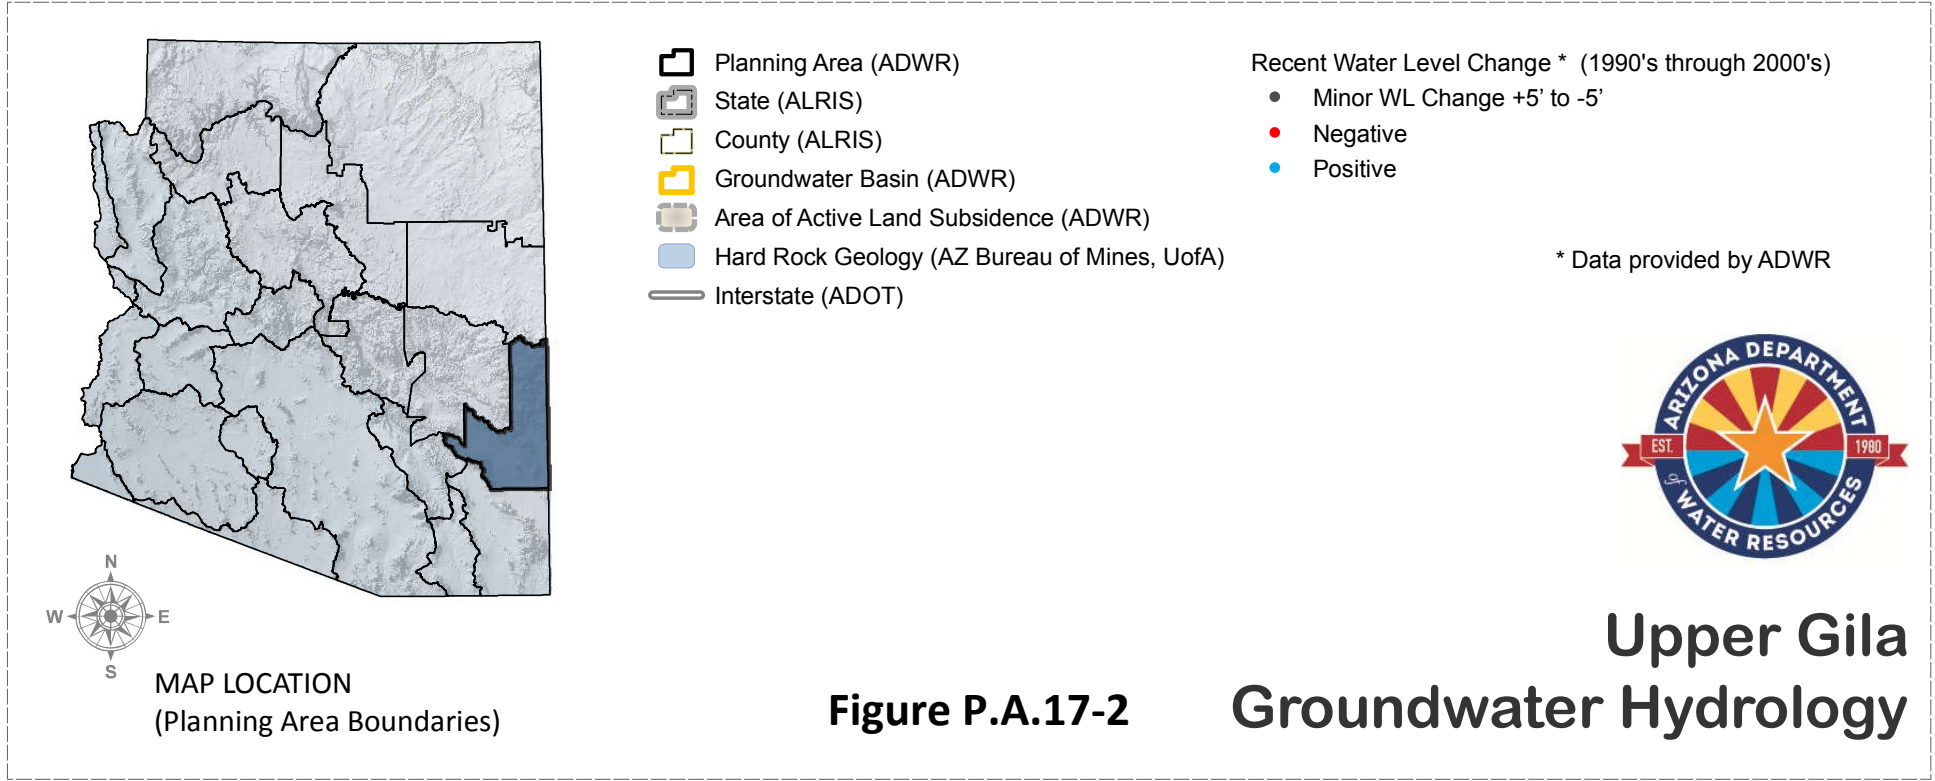 Planning Area (ADWR)
State (ALRIS)
County (ALRIS)
Groundwater Basin (ADWR)
Area of Active Land Subsidence (ADWR)
Hard Rock Geology (AZ Bureau of Mines, UofA)
Interstate (ADOT)
Recent Water Level Change * (1990's through 2000's)
Minor WL Change +5’ to -5’
Negative
Positive
* Data provided by ADWR
ARIZONA DEPARTMENT
EST. 1980
of WATER RESOURCES
N
W E
S
MAP LOCATION
(Planning Area Boundaries)
Figure P.A.17-2
Upper Gila
Groundwater Hydrology